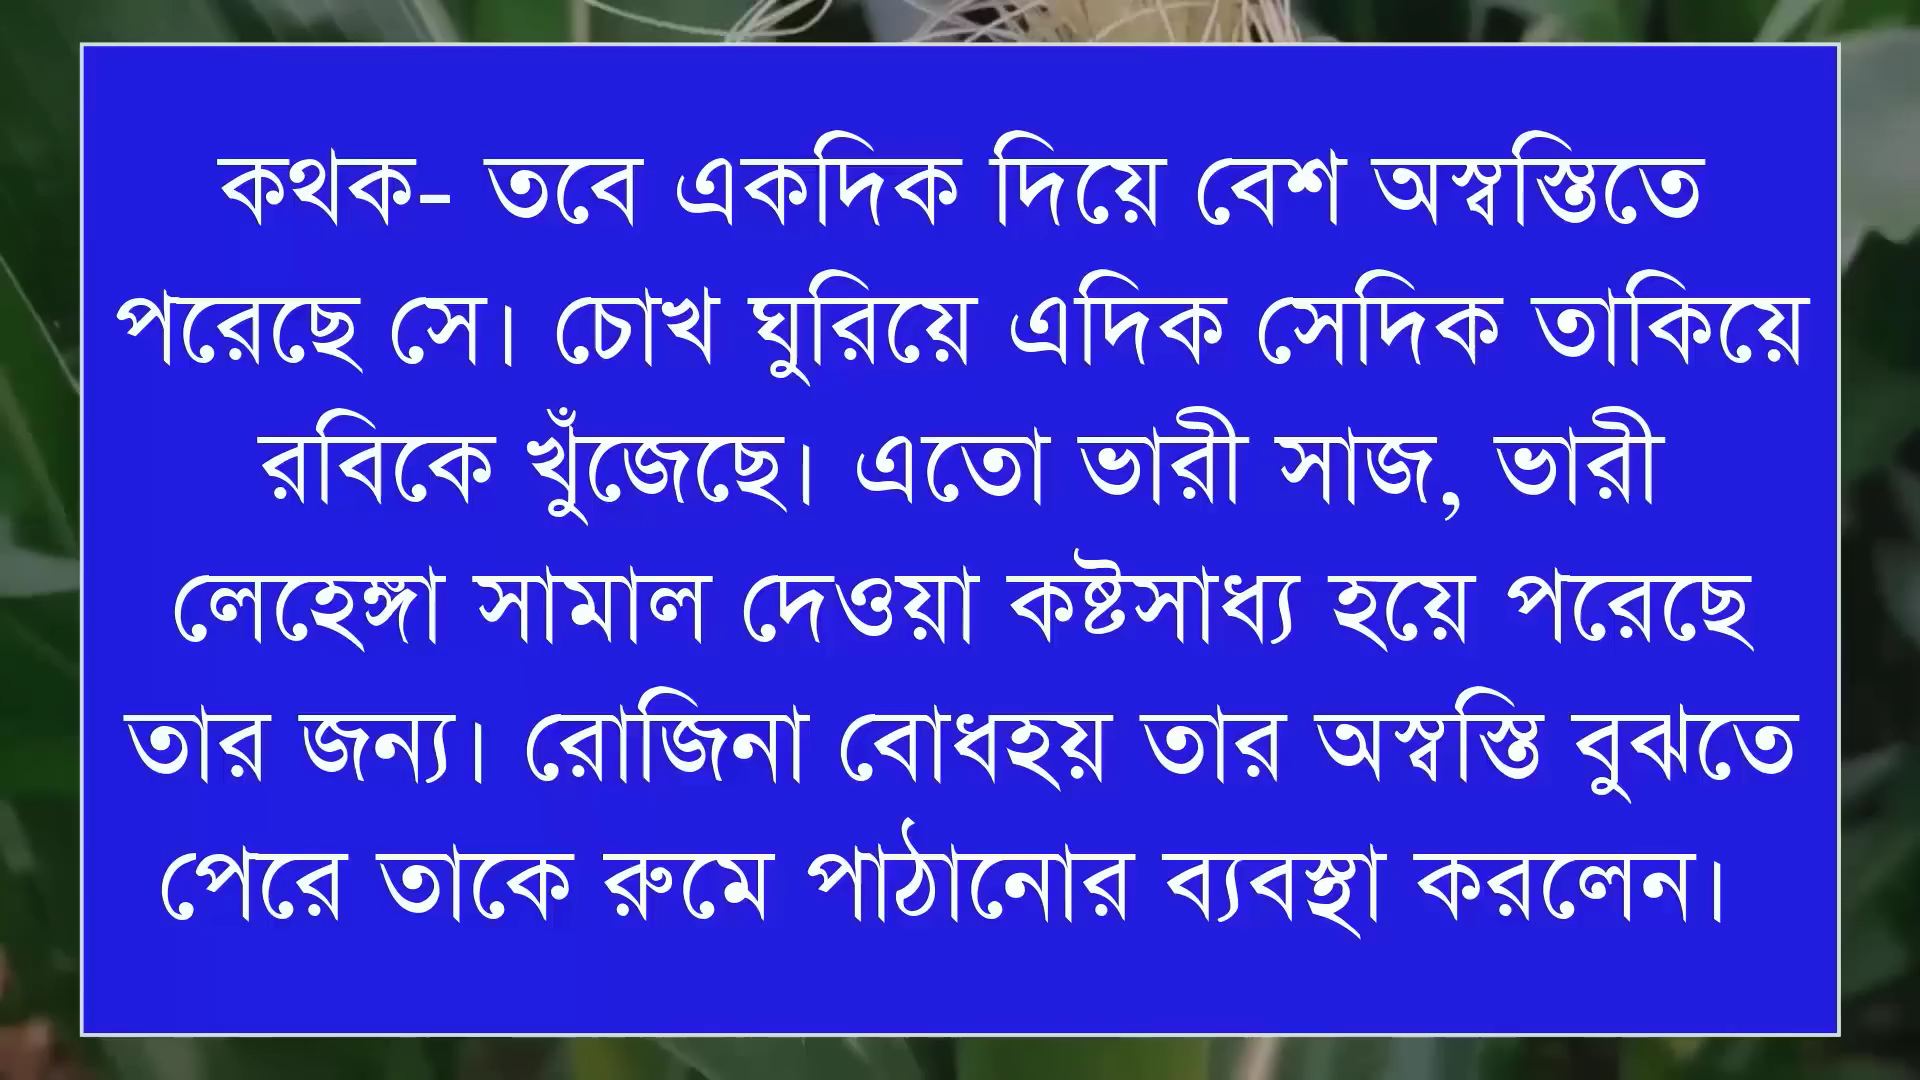 কথক- তবে একদিক দিয়ে বেশ অস্বস্তিতে
পরেছে সে। চোখ ঘুরিয়ে এদিক সেদিক তাকিয়ে
রবিকে খুঁজেছে। এতো ভারী সাজ, ভারী
লেহেঙ্গা সামাল দেওয়া কষ্টসাধ্য হয়ে পরেছে
তার জন্য। রোজিনা বোধহয় তার অস্বস্তি বুঝতে
পেরে তাকে রুমে পাঠানোর ব্যবস্থা করলেন।